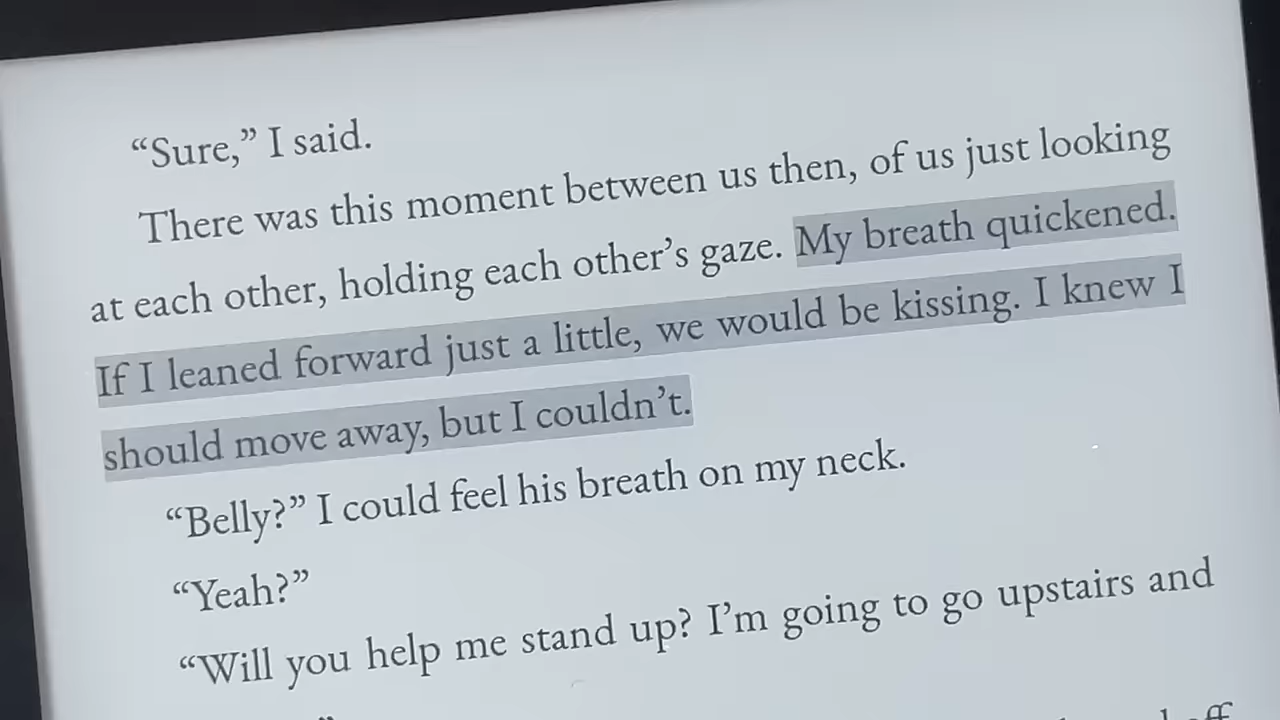 “Sure,” I said.
There was this moment between us then, of us just looking
at each other, holding each other’s gaze. My breath quickened.
If I leaned forward just a little, we would be kissing. I knew I
should move away, but I couldn’t.
“Belly?” I could feel his breath on my neck.
“Yeah?”
“Will you help me stand up? I’m going to go upstairs and